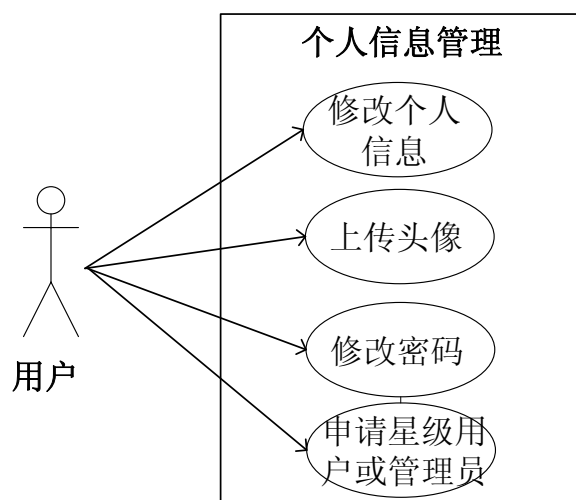 个人信息管理
修改个人
信息
上传头像
修改密码
申请星级用
户或管理员
用户